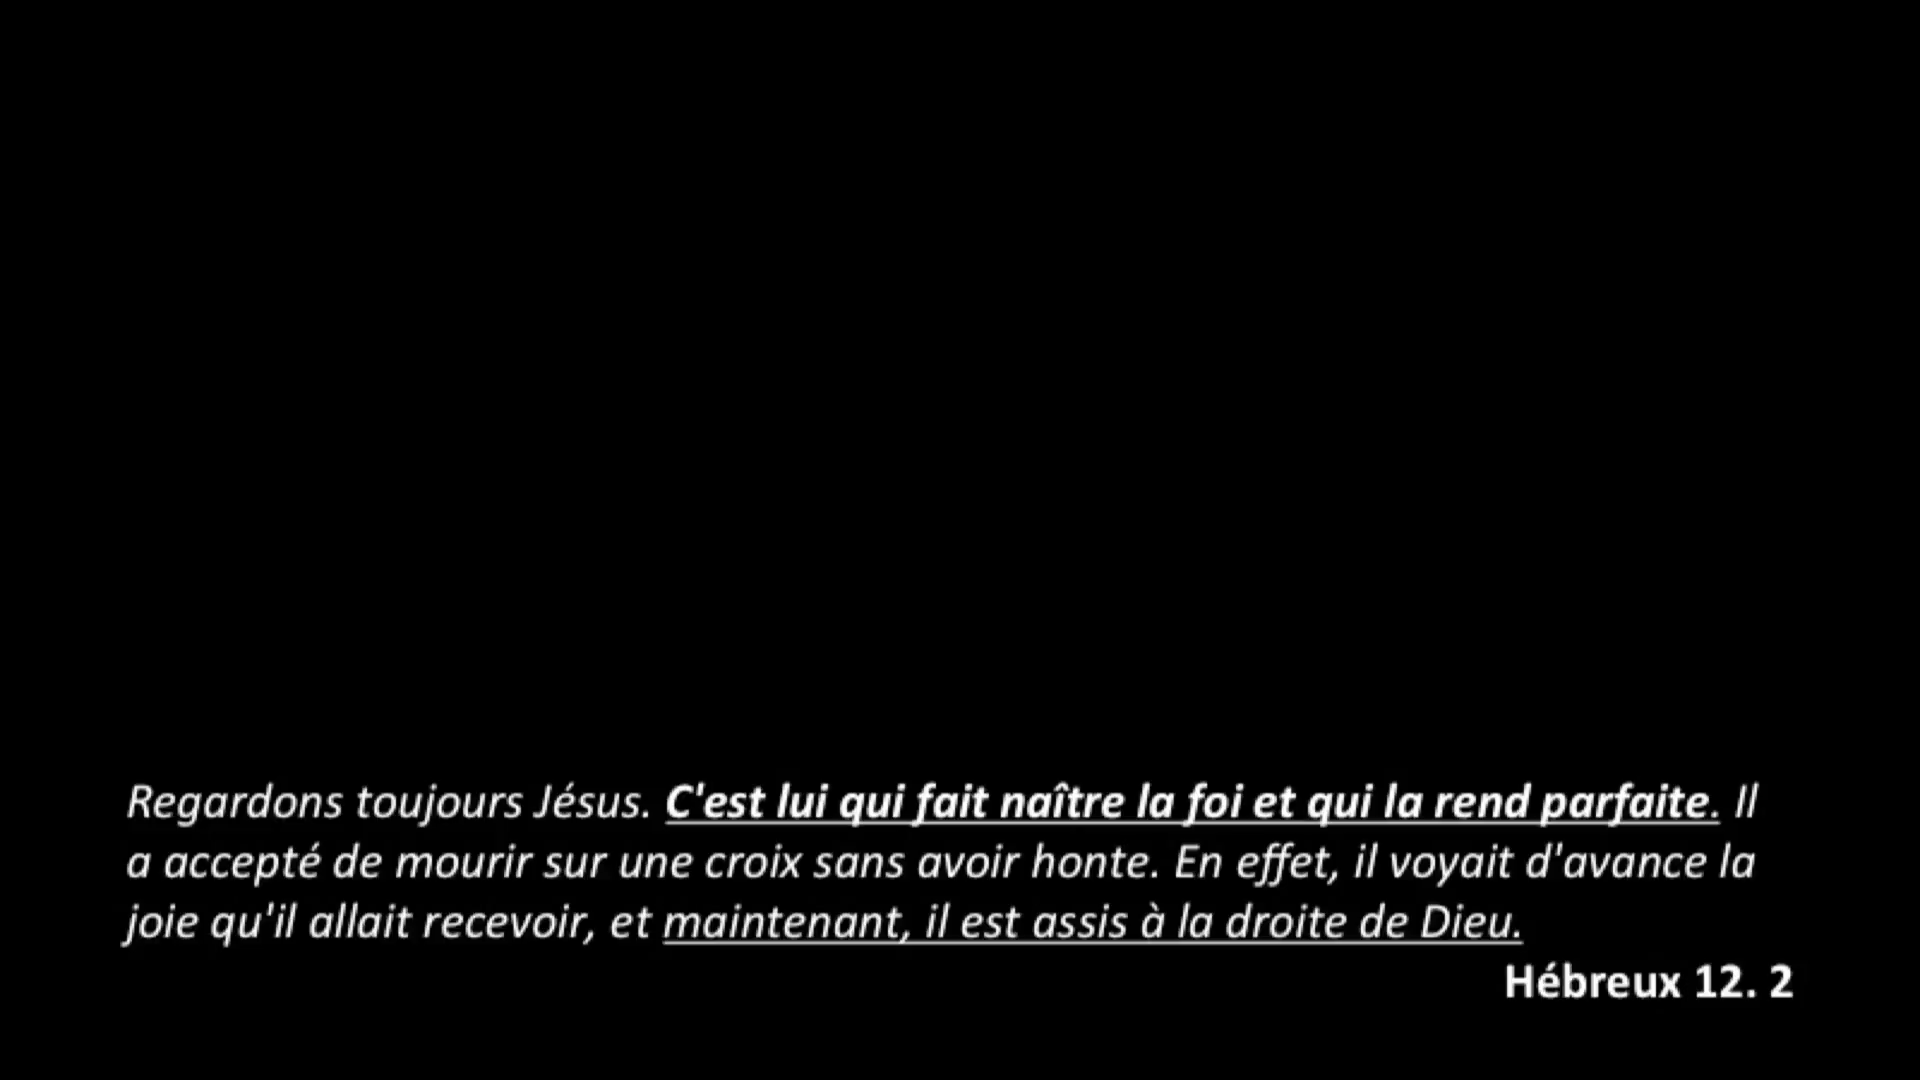 Regardons toujours Jésus. C'est lui qui fait naître la foi et qui la rend parfaite. Il
a accepté de mourir sur une croix sans avoir honte. En effet, il voyait d'avance la
joie qu'il allait recevoir, et maintenant, il est assis à la droite de Dieu.
Hébreux 12. 2